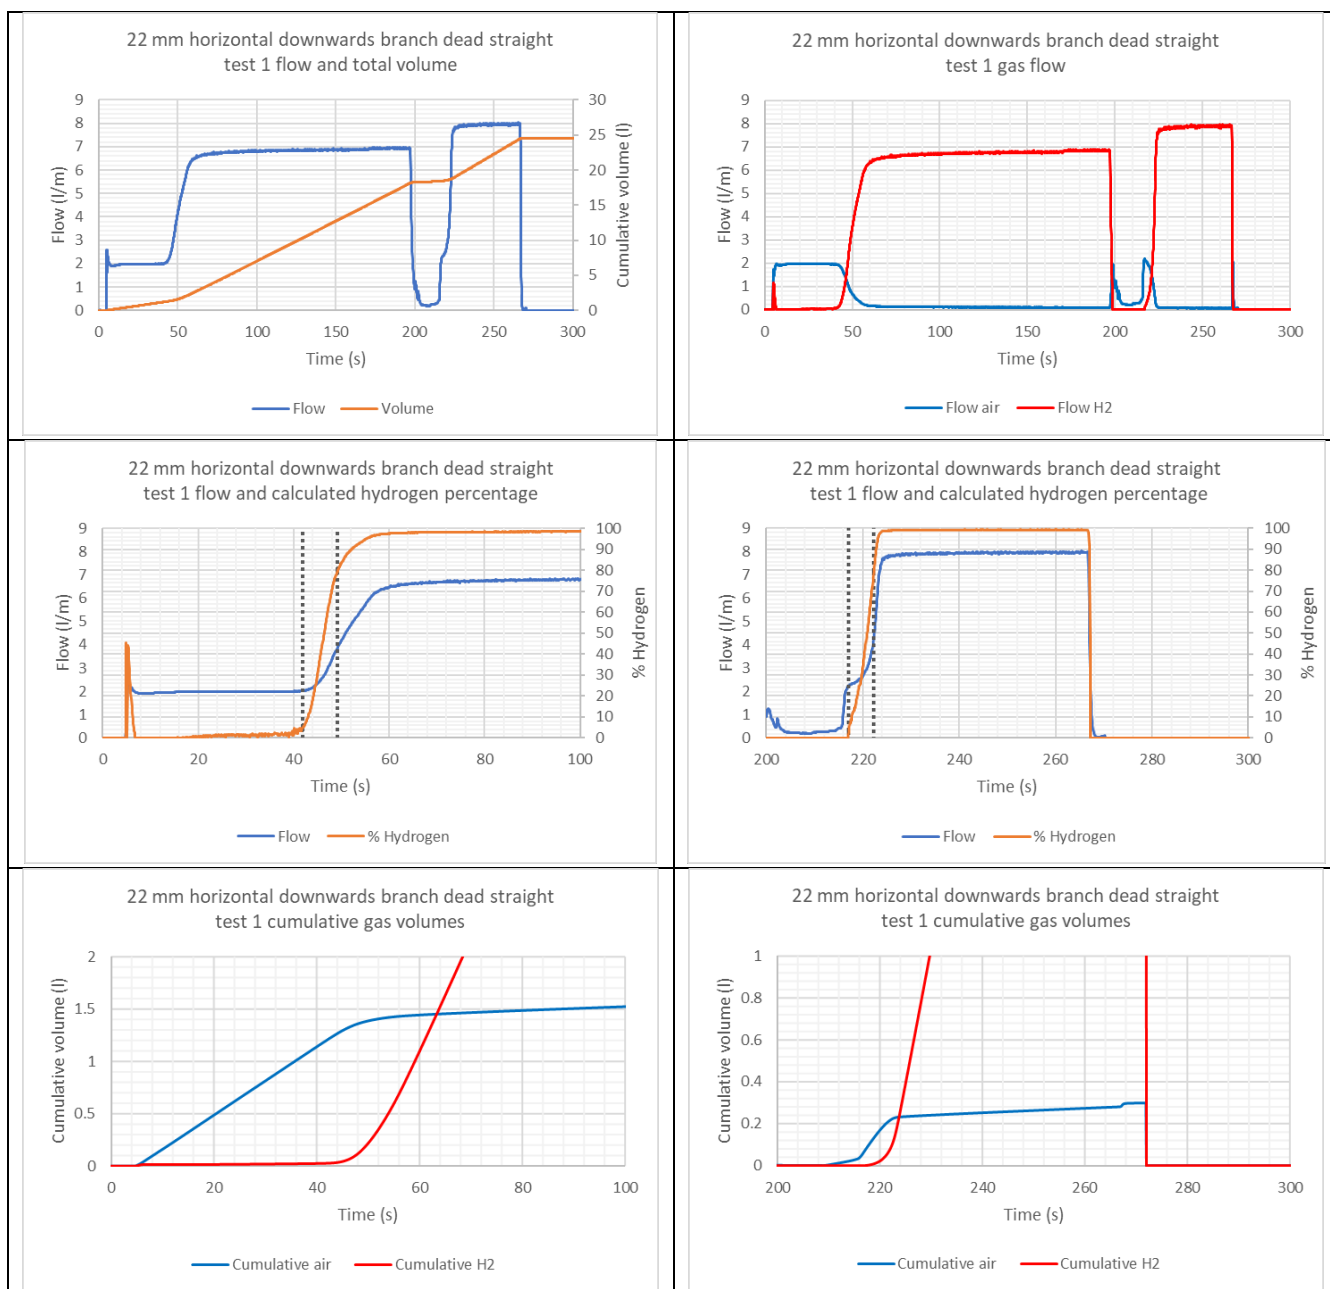 22 mm horizontal downwards branch dead straight
test 1 flow and total volume
9 8 7 6 5 4 3 2 1 0
Flow (l/m)
30 25 20 15 10 5 0
Cumulative volume (l)
0 50 100 150 200 250 300
Time (s)
Flow Volume
22 mm horizontal downwards branch dead straight
test 1 gas flow
9 8 7 6 5 4 3 2 1 0
Flow (l/m)
0 50 100 150 200 250 300
Time (s)
Flow air Flow H2
22 mm horizontal downwards branch dead straight
test 1 flow and calculated hydrogen percentage
9 8 7 6 5 4 3 2 1 0
Flow (l/m)
100 90 80 70 60 50 40 30 20 10 0
% Hydrogen
0 20 40 60 80 100
Time (s)
Flow % Hydrogen
22 mm horizontal downwards branch dead straight
test 1 flow and calculated hydrogen percentage
9 8 7 6 5 4 3 2 1 0
Flow (l/m)
100 90 80 70 60 50 40 30 20 10 0
% Hydrogen
200 220 240 260 280 300
Time (s)
Flow % Hydrogen
22 mm horizontal downwards branch dead straight
test 1 cumulative gas volumes
2 1.5 1 0.5 0
Cumulative volume (l)
0 20 40 60 80 100
Time (s)
Cumulative air Cumulative H2
22 mm horizontal downwards branch dead straight
test 1 cumulative gas volumes
1 0.8 0.6 0.4 0.2 0
Cumulative volume (l)
200 220 240 260 280 300
Time (s)
Cumulative air Cumulative H2